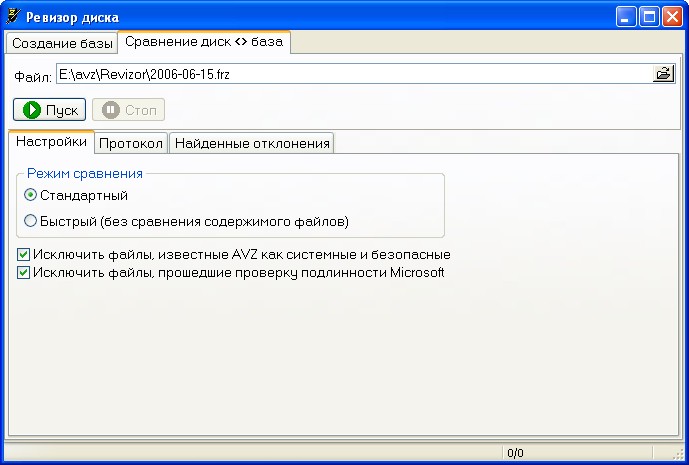 Ревизор диска
Создание базы Сравнение диск <> база
Файл: E:\avz\Revizor\2006-06-15.frz
Пуск Стоп
Настройки Протокол Найденные отклонения
Режим сравнения
Стандартный
Быстрый (без сравнения содержимого файлов)
Исключить файлы, известные AVZ как системные и безопасные
Исключить файлы, прошедшие проверку подлинности Microsoft
0/0